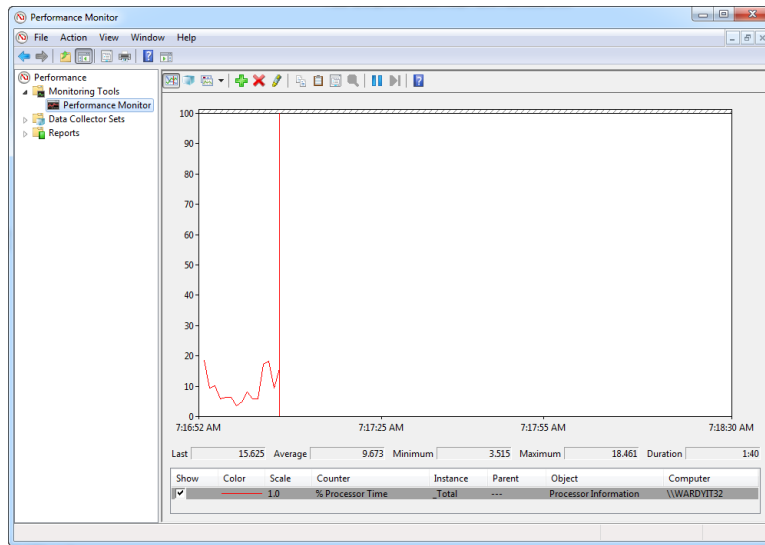 Performance Monitor
File Action View Window Help
Performance
Monitoring Tools
Performance Monitor
Data Collector Sets
Reports
100
90
80
70
60
50
40
30
20
10
0
7:16:52 AM 7:17:25 AM 7:17:55 AM 7:18:30 AM
Last 15.625 Average 9.673 Minimum 3.515 Maximum 18.461 Duration 1:40
Show Color Scale Counter Instance Parent Object Computer
1.0 % Processor Time _Total --- Processor Information \\WARDYIT32